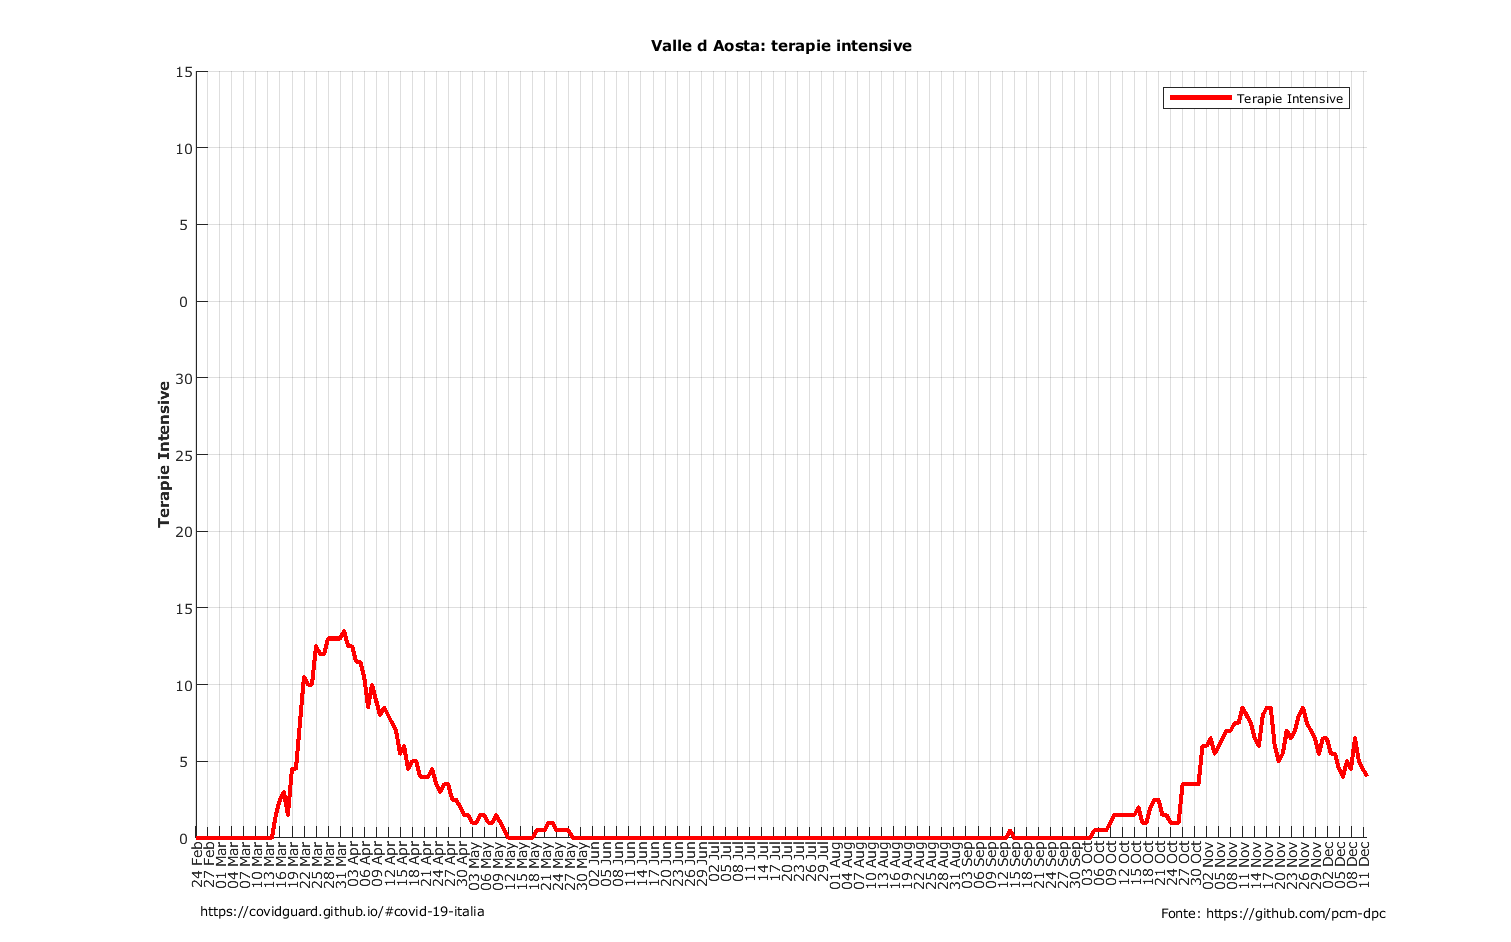 Valle d Aosta: terapie intensive
Terapie Intensive
15
10
5
0
30
25
20
15
10
5
0
Terapie Intensive
24 Feb
27 Feb
01 Mar
04 Mar
07 Mar
10 Mar
13 Mar
16 Mar
19 Mar
22 Mar
25 Mar
28 Mar
31 Mar
03 Apr
06 Apr
09 Apr
12 Apr
15 Apr
18 Apr
21 Apr
24 Apr
27 Apr
30 Apr
03 May
06 May
09 May
12 May
15 May
18 May
21 May
24 May
27 May
30 May
02 Jun
05 Jun
08 Jun
11 Jun
14 Jun
17 Jun
20 Jun
23 Jun
26 Jun
29 Jun
02 Jul
05 Jul
08 Jul
11 Jul
14 Jul
17 Jul
20 Jul
23 Jul
26 Jul
29 Jul
01 Aug
04 Aug
07 Aug
10 Aug
13 Aug
16 Aug
19 Aug
22 Aug
25 Aug
28 Aug
31 Aug
03 Sep
06 Sep
09 Sep
12 Sep
15 Sep
18 Sep
21 Sep
24 Sep
27 Sep
30 Sep
03 Oct
06 Oct
09 Oct
12 Oct
15 Oct
18 Oct
21 Oct
24 Oct
27 Oct
30 Oct
02 Nov
05 Nov
08 Nov
11 Nov
14 Nov
17 Nov
20 Nov
23 Nov
26 Nov
29 Nov
02 Dec
05 Dec
08 Dec
11 Dec
https://covidguard.github.io/#covid-19-italia
Fonte: https://github.com/pcm-dpc